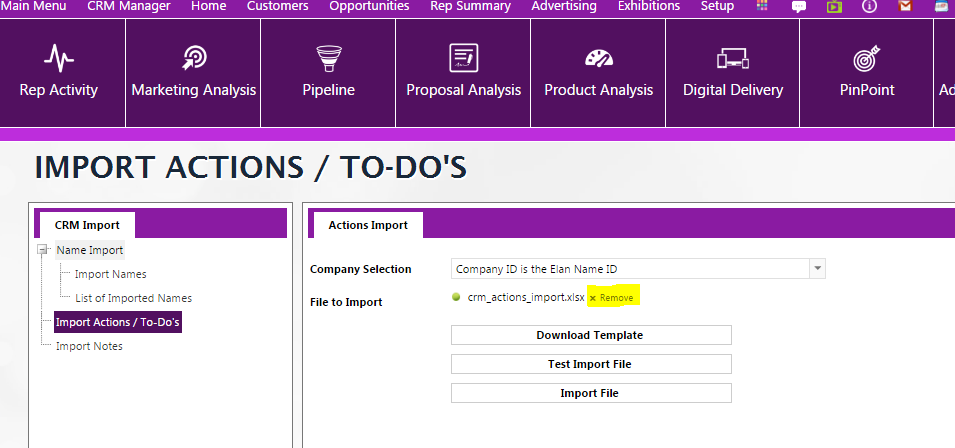 Main Menu CRM Manager Home Customers Opportunities Rep Summary Advertising Exhibitions Setup
Rep Activity Marketing Analysis Pipeline Proposal Analysis Product Analysis Digital Delivery PinPoint Ad
IMPORT ACTIONS / TO-DO'S
CRM Import
Name Import
Import Names
List of Imported Names
Import Actions / To-Do's
Import Notes
Actions Import
Company Selection Company ID is the Elan Name ID
File to Import crm_actions_import.xlsx × Remove
Download Template
Test Import File
Import File